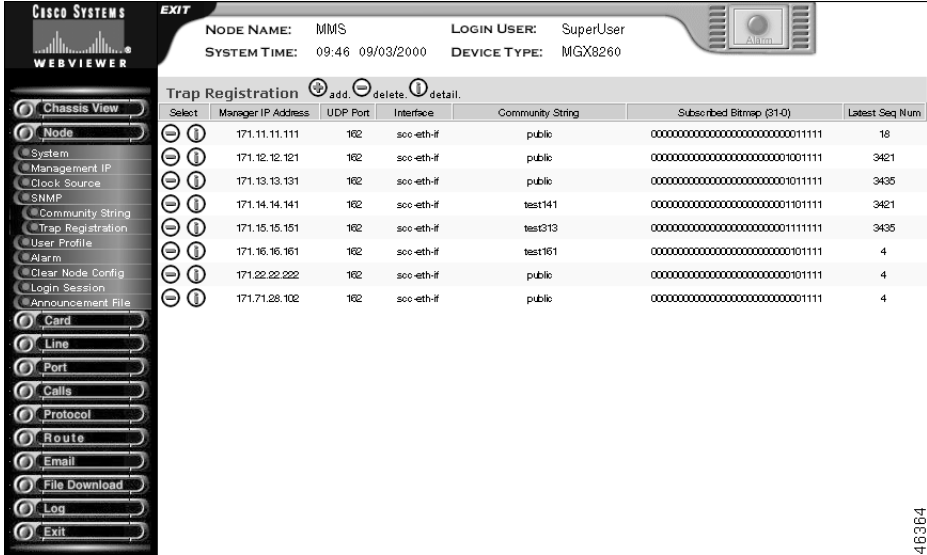 CISCO SYSTEMS
WEBVIEWER
EXIT
NODE NAME: MMS LOGIN USER: SuperUser
SYSTEM TIME: 09:46 09/03/2000 DEVICE TYPE: MGX8260
Alarm
Chassis View
Node
System
Management IP
Clock Source
SNMP
Community String
Trap Registration
User Profile
Alarm
Clear Node Config
Login Session
Announcement File
Card
Line
Port
Calls
Protocol
Route
Email
File Download
Log
Exit
Trap Registration add. delete. detail.
Select Manager IP Address UDP Port Interface Community String Subscribed Bitmap (31-0) Latest Seq Num
171.11.11.111 162 scc-eth-if public 00000000000000000000000000011111 18
171.12.12.121 162 scc-eth-if public 00000000000000000000000001001111 3421
171.13.13.131 162 scc-eth-if public 00000000000000000000000001011111 3435
171.14.14.141 162 scc-eth-if test141 00000000000000000000000001101111 3421
171.15.15.151 162 scc-eth-if test313 00000000000000000000000001111111 3435
171.16.16.161 162 scc-eth-if test161 00000000000000000000000000101111 4
171.22.22.222 162 scc-eth-if public 00000000000000000000000000101111 4
171.71.28.102 162 scc-eth-if public 00000000000000000000000000001111 4
46364